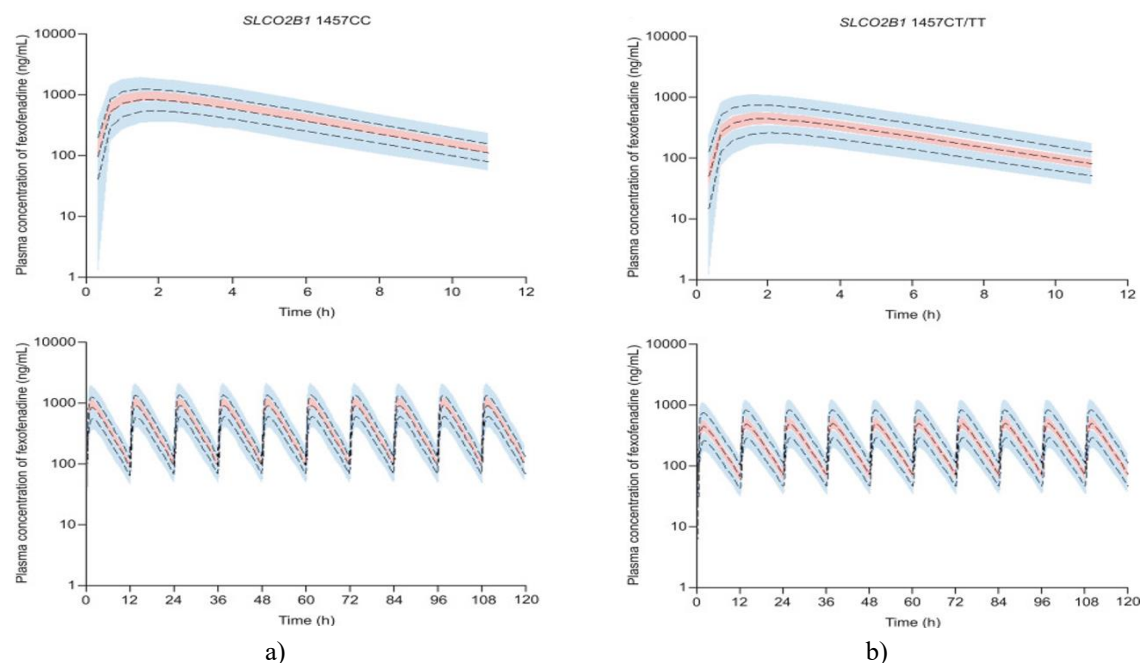 SLCO2B1 1457CC
Plasma concentration of fexofenadine (ng/mL)
10000
1000
100
10
1
0 2 4 6 8 10 12
Time (h)
SLCO2B1 1457CT/TT
Plasma concentration of fexofenadine (ng/mL)
10000
1000
100
10
1
0 2 4 6 8 10 12
Time (h)
Plasma concentration of fexofenadine (ng/mL)
10000
1000
100
10
1
0 12 24 36 48 60 72 84 96 108 120
Time (h)
Plasma concentration of fexofenadine (ng/mL)
10000
1000
100
10
1
0 12 24 36 48 60 72 84 96 108 120
Time (h)
a)
b)